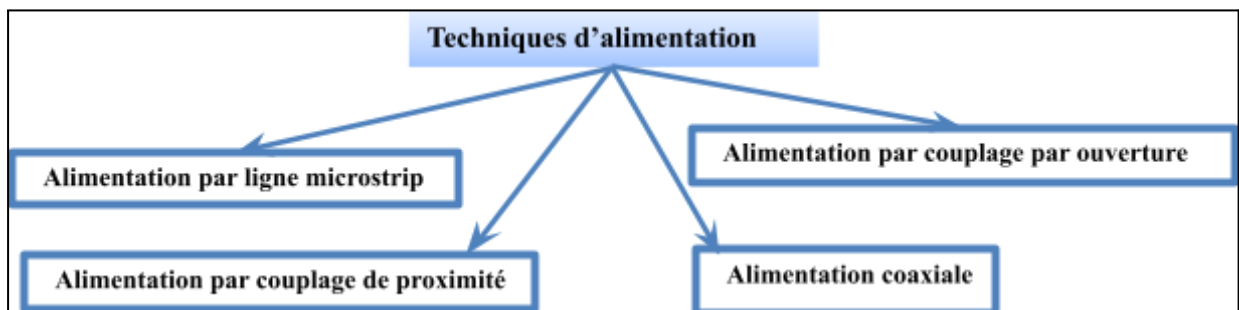 Techniques d’alimentation
Alimentation par couplage par ouverture
Alimentation par ligne microstrip
Alimentation par couplage de proximité
Alimentation coaxiale